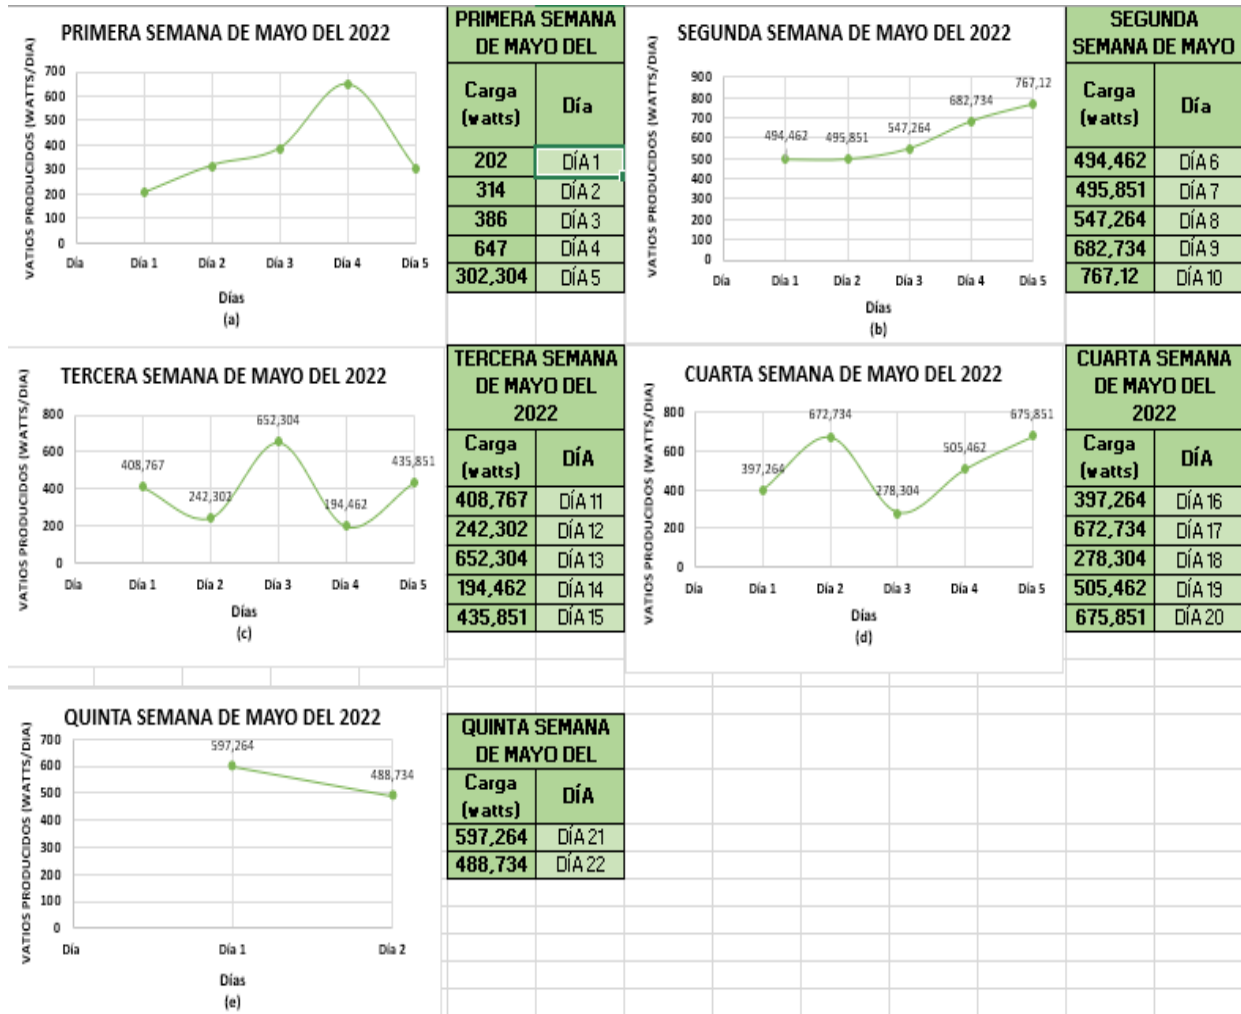 PRIMERA SEMANA DE MAYO DEL 2022
VATIOS PRODUCIDOS (WATTS/DIA)
700
600
500
400
300
200
100
0
Día Día 1 Día 2 Día 3 Día 4 Día 5
Días
(a)
PRIMERA SEMANA
DE MAYO DEL
Carga
(watts)
Día
202 DÍA 1
314 DÍA 2
386 DÍA 3
647 DÍA 4
302,304 DÍA 5
SEGUNDA SEMANA DE MAYO DEL 2022
VATIOS PRODUCIDOS (WATTS/DIA)
900
800
700
600
500
400
300
200
100
0
494,462 495,851 547,264 682,734 767,12
Día Día 1 Día 2 Día 3 Día 4 Día 5
Días
(b)
SEGUNDA
SEMANA DE MAYO
Carga
(watts)
Día
494,462 DÍA 6
495,851 DÍA 7
547,264 DÍA 8
682,734 DÍA 9
767,12 DÍA 10
TERCERA SEMANA DE MAYO DEL 2022
VATIOS PRODUCIDOS (WATTS/DIA)
800
600
400
200
0
408,767 242,302 652,304 194,462 435,851
Día Día 1 Día 2 Día 3 Día 4 Día 5
Días
(c)
TERCERA SEMANA
DE MAYO DEL
2022
Carga
(watts)
DÍA
408,767 DÍA 11
242,302 DÍA 12
652,304 DÍA 13
194,462 DÍA 14
435,851 DÍA 15
CUARTA SEMANA DE MAYO DEL 2022
VATIOS PRODUCIDOS (WATTS/DIA)
800
600
400
200
0
397,264 672,734 278,304 505,462 675,851
Día Día 1 Día 2 Día 3 Día 4 Día 5
Días
(d)
CUARTA SEMANA
DE MAYO DEL
2022
Carga
(watts)
DÍA
397,264 DÍA 16
672,734 DÍA 17
278,304 DÍA 18
505,462 DÍA 19
675,851 DÍA 20
QUINTA SEMANA DE MAYO DEL 2022
VATIOS PRODUCIDOS (WATTS/DIA)
700
600
500
400
300
200
100
0
597,264 488,734
Día Día 1 Día 2
Días
(e)
QUINTA SEMANA
DE MAYO DEL
Carga
(watts)
DÍA
597,264 DÍA 21
488,734 DÍA 22